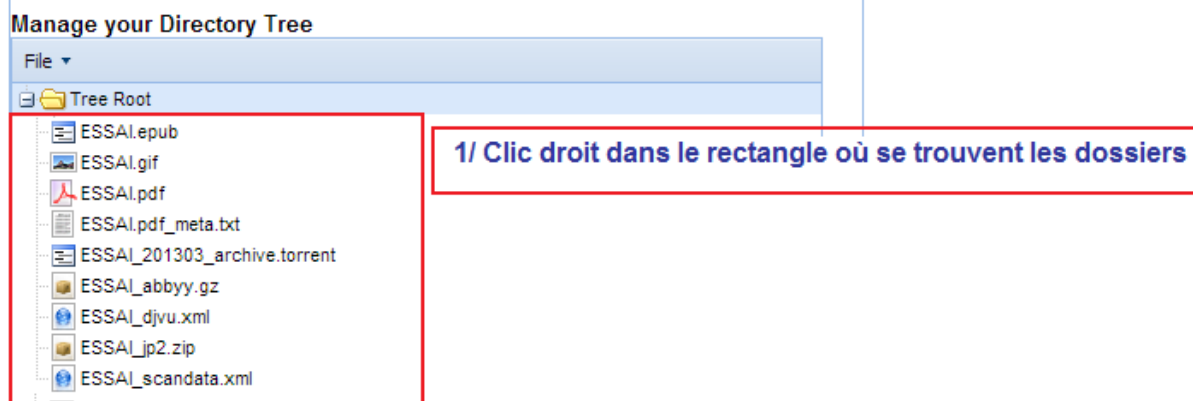 Manage your Directory Tree
File
Tree Root
ESSAI.epub
ESSAI.gif
1/ Clic droit dans le rectangle où se trouvent les dossiers
ESSAI.pdf
ESSAI.pdf_meta.txt
ESSAI_201303_archive.torrent
ESSAI_abbyy.gz
ESSAI_djvu.xml
ESSAI_jp2.zip
ESSAI_scandata.xml